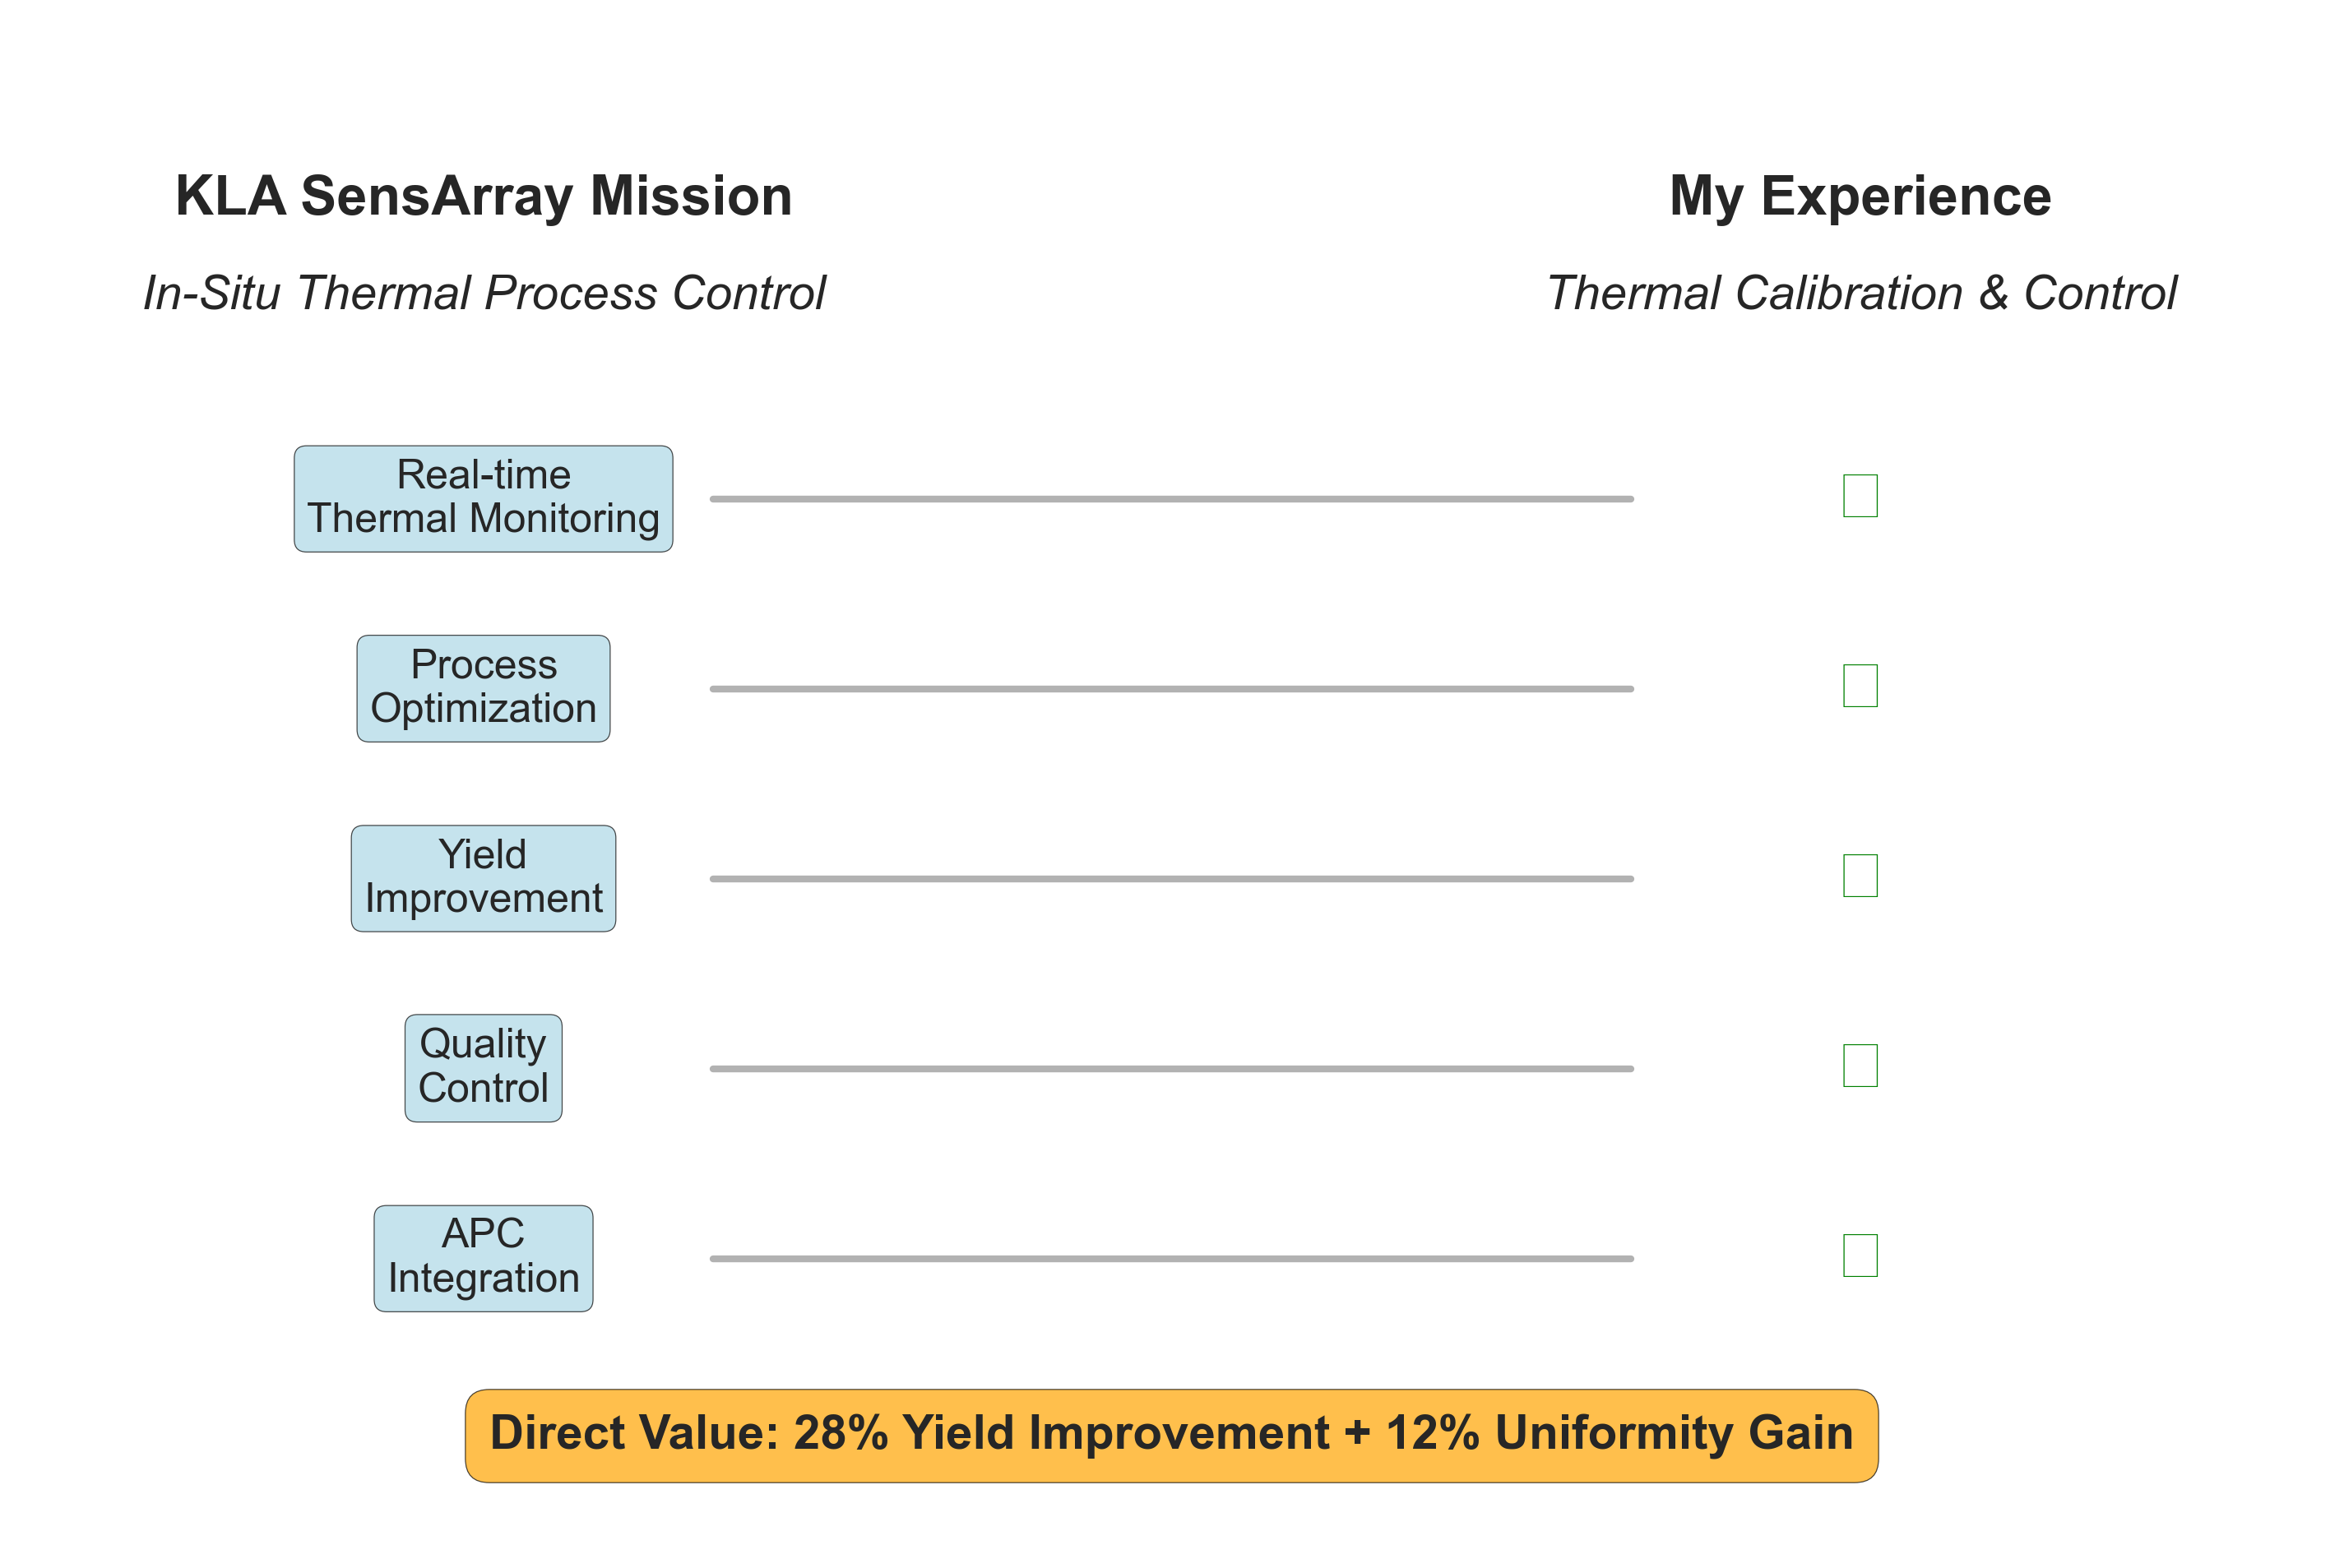 KLA SensArray Mission
My Experience
In-Situ Thermal Process Control
Thermal Calibration & Control
Real-time
Thermal Monitoring
Process
Optimization
Yield
Improvement
Quality
Control
APC
Integration
Direct Value: 28% Yield Improvement + 12% Uniformity Gain